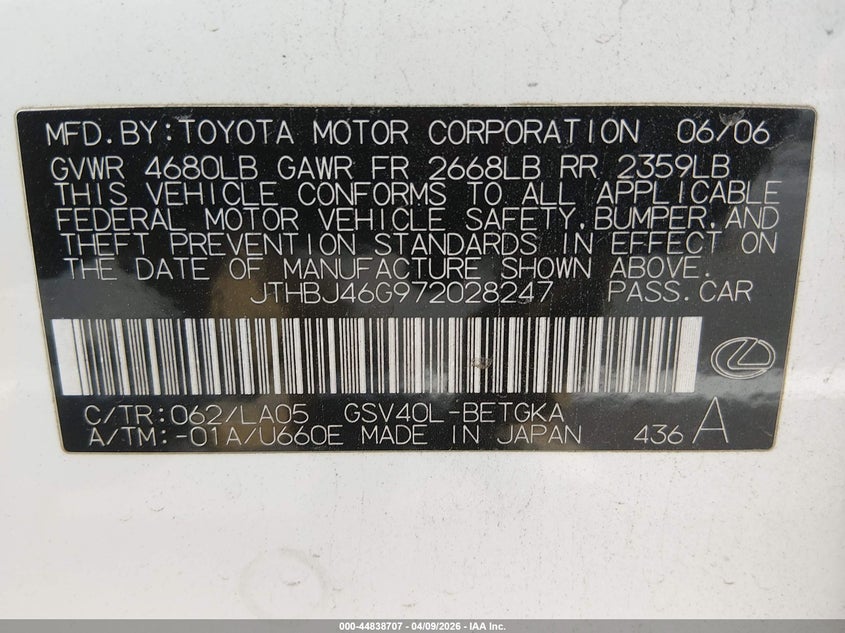 MFD.BY:TOYOTA MOTOR CORPORATION 06/06
GVWR 4680LB GAWR FR 2668LB RR 2359LB
THIS VEHICLE CONFORMS TO ALL APPLICABLE
FEDERAL MOTOR VEHICLE SAFETY,BUMPER,AND
THEFT PREVENTION STANDARDS IN EFFECT ON
THE DATE OF MANUFACTURE SHOWN ABOVE.
JTHBJ46G972028247 PASS.CAR
C/TR:062/LA05 GSV40L-BETGKA
A/TM:-01A/U660E MADE IN JAPAN 436 A
000-44838707 - 04/09/2026 - IAA Inc.